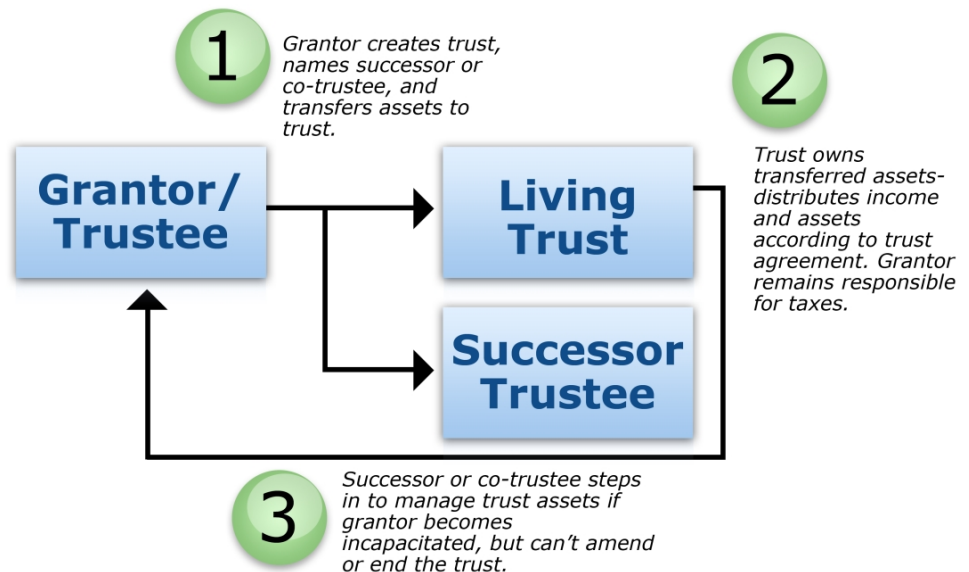 1
Grantor creates trust,
names successor or
co-trustee, and
transfers assets to
trust.
2
Trust owns
transferred assets-
distributes income
and assets
according to trust
agreement. Grantor
remains responsible
for taxes.
Grantor/
Trustee
Living
Trust
Successor
Trustee
3
Successor or co-trustee steps
in to manage trust assets if
grantor becomes
incapacitated, but can't amend
or end the trust.